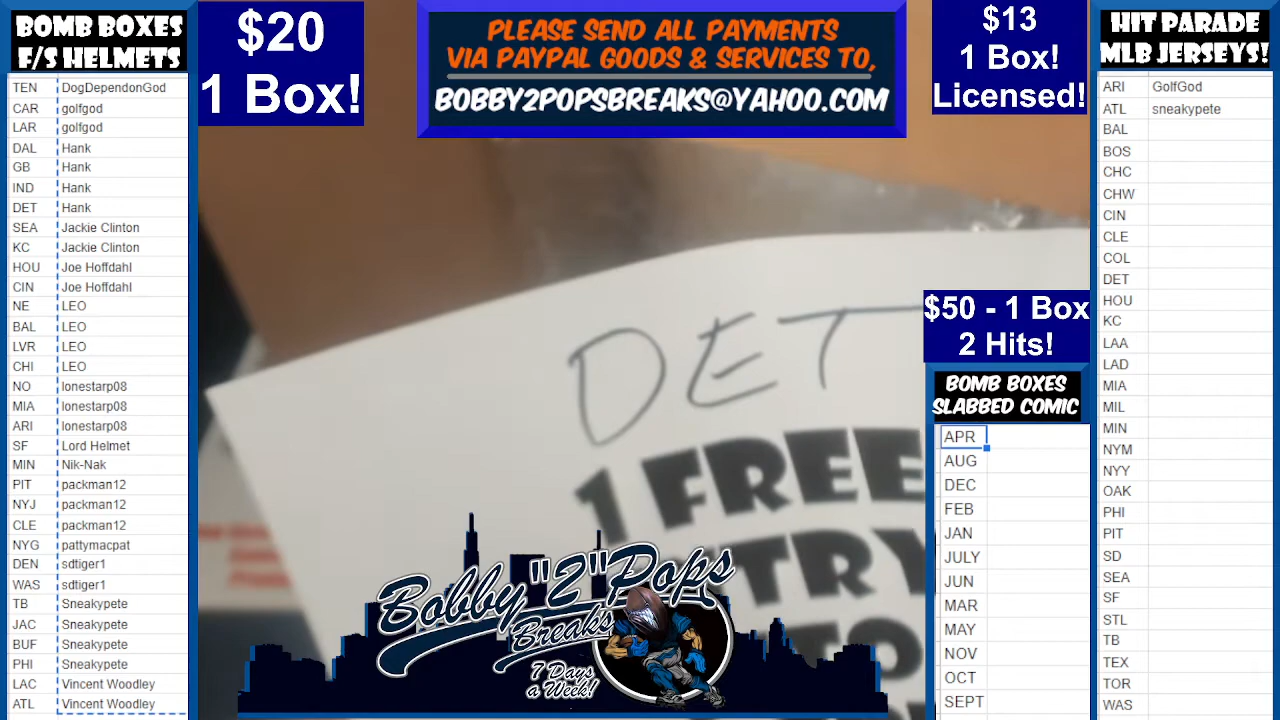 BOMB BOXES
F/S HELMETS
TEN DogDependonGod
CAR golfgod
LAR golfgod
DAL Hank
GB Hank
IND Hank
DET Hank
SEA Jackie Clinton
KC Jackie Clinton
HOU Joe Hoffdahl
CIN Joe Hoffdahl
NE LEO
BAL LEO
LVR LEO
CHI LEO
NO lonestarp08
MIA lonestarp08
ARI lonestarp08
SF Lord Helmet
MIN Nik-Nak
PIT packman12
NYJ packman12
CLE packman12
NYG pattymacpat
DEN sdtiger1
WAS sdtiger1
TB Sneakypete
JAC Sneakypete
BUF Sneakypete
PHI Sneakypete
LAC Vincent Woodley
ATL Vincent Woodley
$20
1 Box!
PLEASE SEND ALL PAYMENTS
VIA PAYPAL GOODS & SERVICES TO,
BOBBY2POPSBREAKS@YAHOO.COM
DET
1 FREE
Bobby "2" Pops
Breaks
7 Days
a Week!
$13
1 Box!
Licensed!
$50 - 1 Box
2 Hits!
BOMB BOXES
SLABBED COMIC
APR
AUG
DEC
FEB
JAN
JULY
JUN
MAR
MAY
NOV
OCT
SEPT
HIT PARADE
MLB JERSEYS!
ARI GolfGod
ATL sneakypete
BAL
BOS
CHC
CHW
CIN
CLE
COL
DET
HOU
KC
LAA
LAD
MIA
MIL
MIN
NYM
NYY
OAK
PHI
PIT
SD
SEA
SF
STL
TB
TEX
TOR
WAS